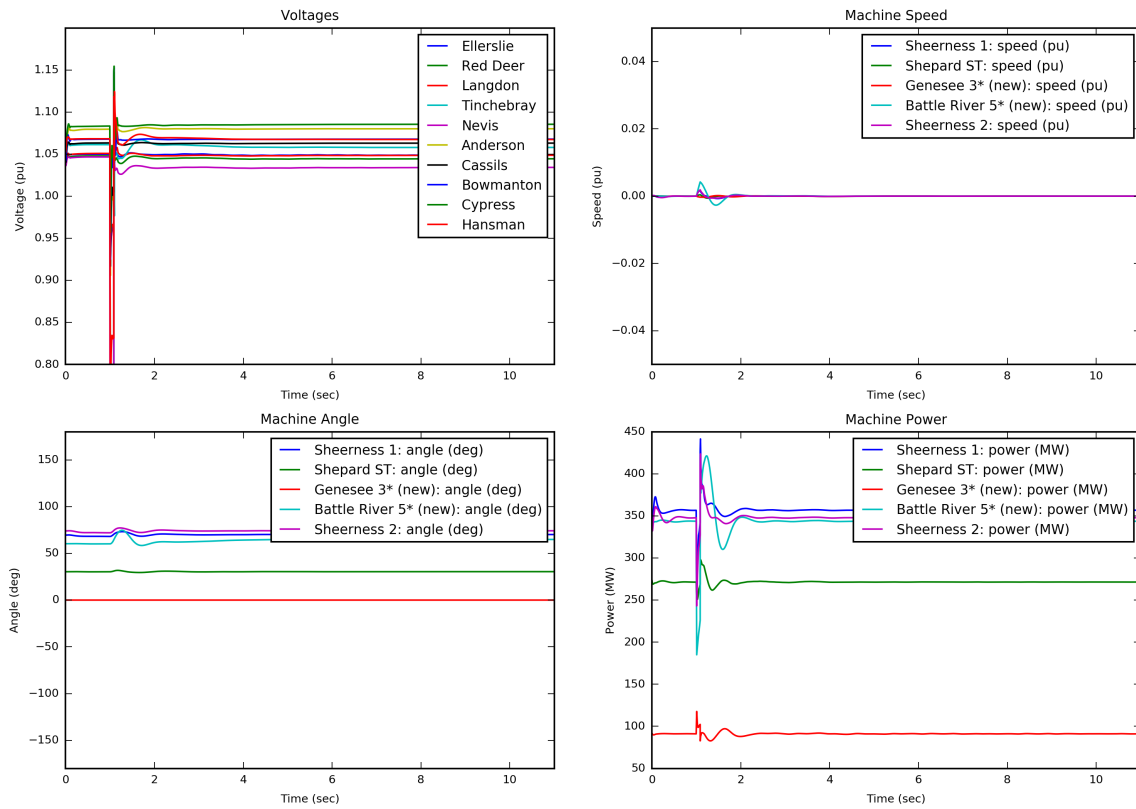 Voltages
Voltage (pu)
1.15
1.10
1.05
1.00
0.95
0.90
0.85
0.80
0 2 4 6 8 10
Time (sec)
Ellerslie
Red Deer
Langdon
Tinchebray
Nevis
Anderson
Cassils
Bowmanton
Cypress
Hansman
Machine Speed
Speed (pu)
0.04
0.02
0.00
−0.02
−0.04
0 2 4 6 8 10
Time (sec)
Sheerness 1: speed (pu)
Shepard ST: speed (pu)
Genesee 3* (new): speed (pu)
Battle River 5* (new): speed (pu)
Sheerness 2: speed (pu)
Machine Angle
Angle (deg)
150
100
50
0
−50
−100
−150
0 2 4 6 8 10
Time (sec)
Sheerness 1: angle (deg)
Shepard ST: angle (deg)
Genesee 3* (new): angle (deg)
Battle River 5* (new): angle (deg)
Sheerness 2: angle (deg)
Machine Power
Power (MW)
450
400
350
300
250
200
150
100
50
0 2 4 6 8 10
Time (sec)
Sheerness 1: power (MW)
Shepard ST: power (MW)
Genesee 3* (new): power (MW)
Battle River 5* (new): power (MW)
Sheerness 2: power (MW)